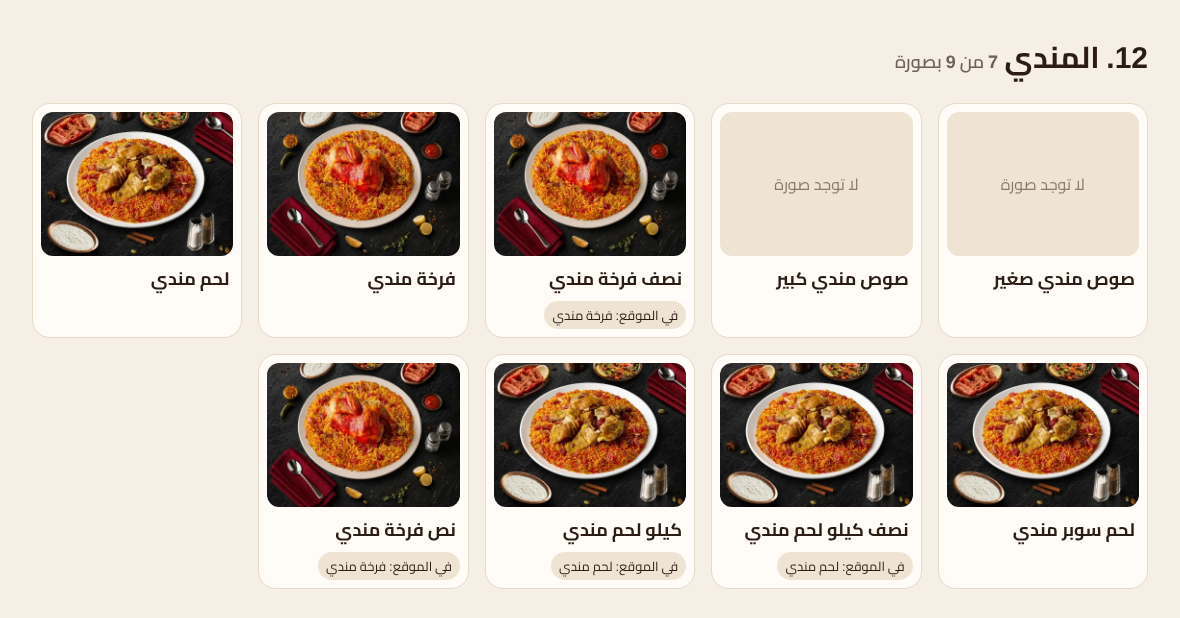 12. المندي 7 من 9 بصورة
لا توجد صورة
صوص مندي صغير
لا توجد صورة
صوص مندي كبير
نصف فرخة مندي
في الموقع: فرخة مندي
فرخة مندي
لحم مندي
لحم سوبر مندي
نصف كيلو لحم مندي
في الموقع: لحم مندي
كيلو لحم مندي
في الموقع: لحم مندي
نص فرخة مندي
في الموقع: فرخة مندي